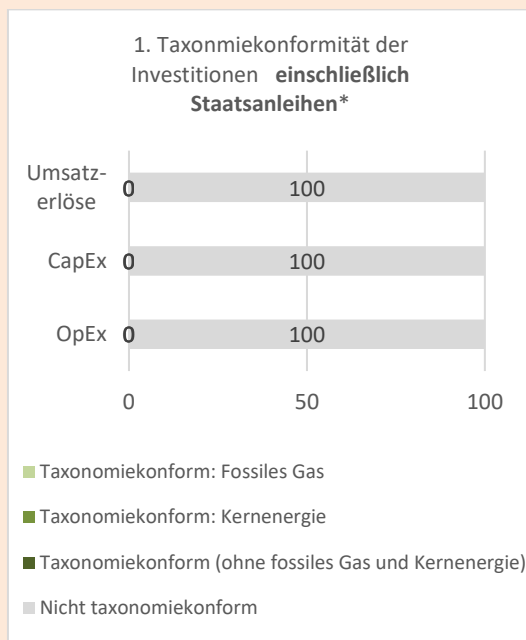 1. Taxonmiekonformität der
Investitionen einschließlich
Staatsanleihen*
Umsatz-
erlöse
0 100
CapEx 0 100
OpEx 0 100
0 50 100
Taxonomiekonform: Fossiles Gas
Taxonomiekonform: Kernenergie
Taxonomiekonform (ohne fossiles Gas und Kernenergie)
Nicht taxonomiekonform